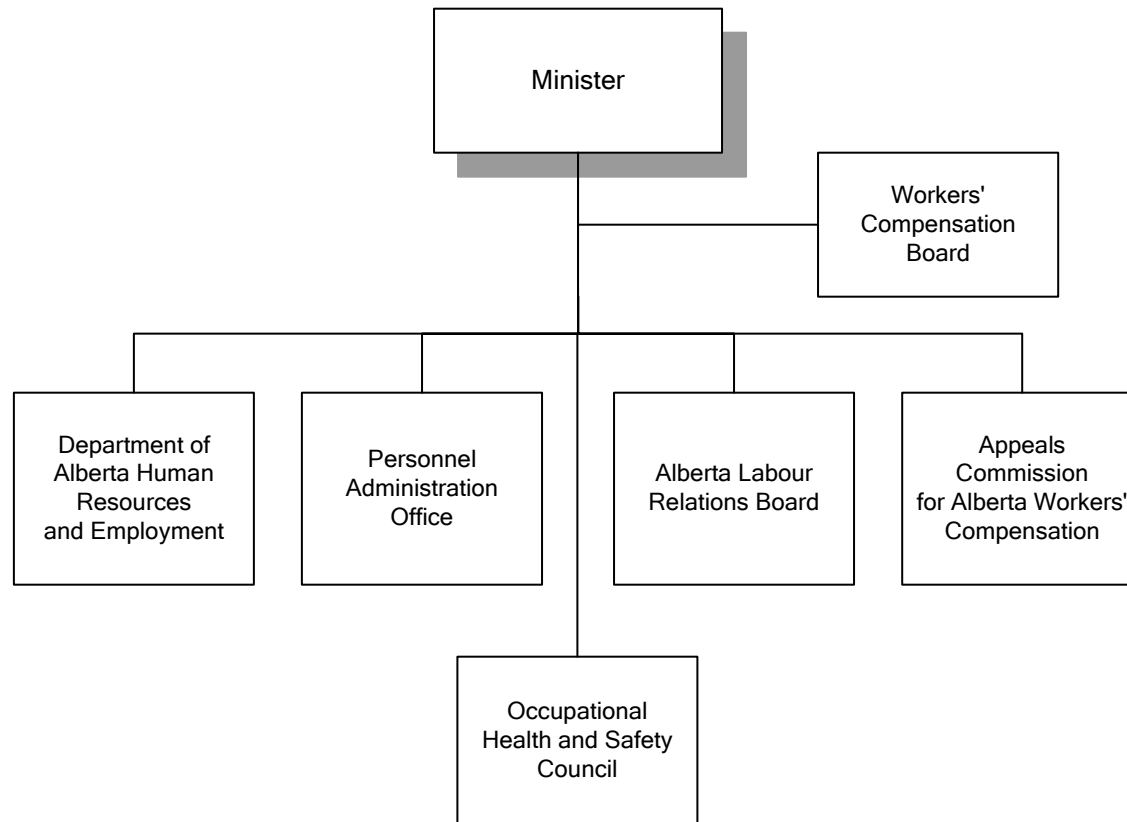 Minister
Workers'
Compensation
Board
Department of
Alberta Human
Resources
and Employment
Personnel
Administration
Office
Alberta Labour
Relations Board
Appeals
Commission
for Alberta Workers'
Compensation
Occupational
Health and Safety
Council